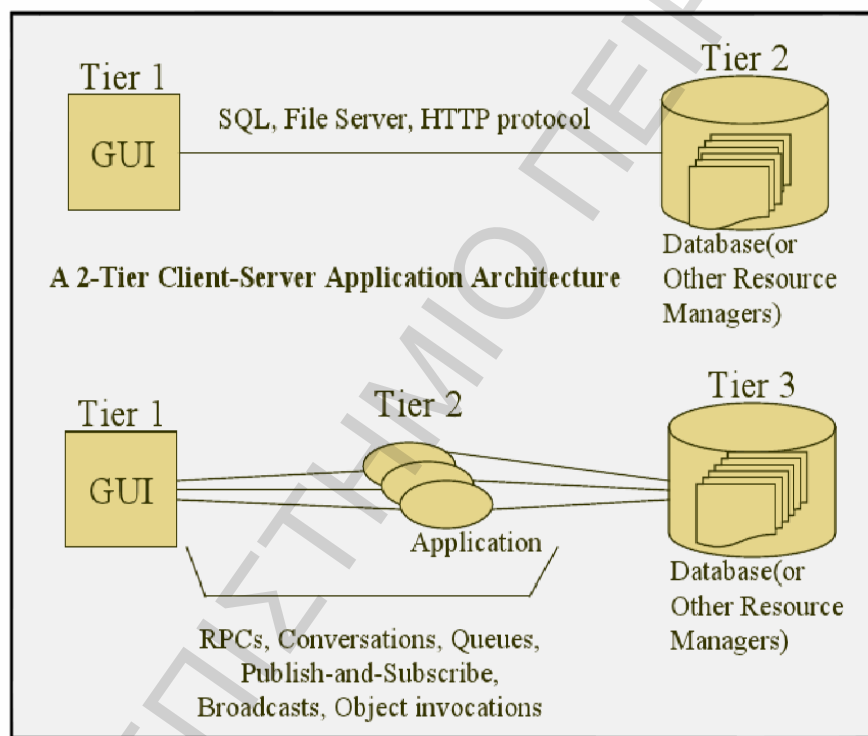 Tier 1
Tier 2
GUI
SQL, File Server, HTTP protocol
Database(or
Other Resource
Managers)
A 2-Tier Client-Server Application Architecture
Tier 1
Tier 2
Tier 3
GUI
Application
Database(or
Other Resource
Managers)
RPCs, Conversations, Queues,
Publish-and-Subscribe,
Broadcasts, Object invocations